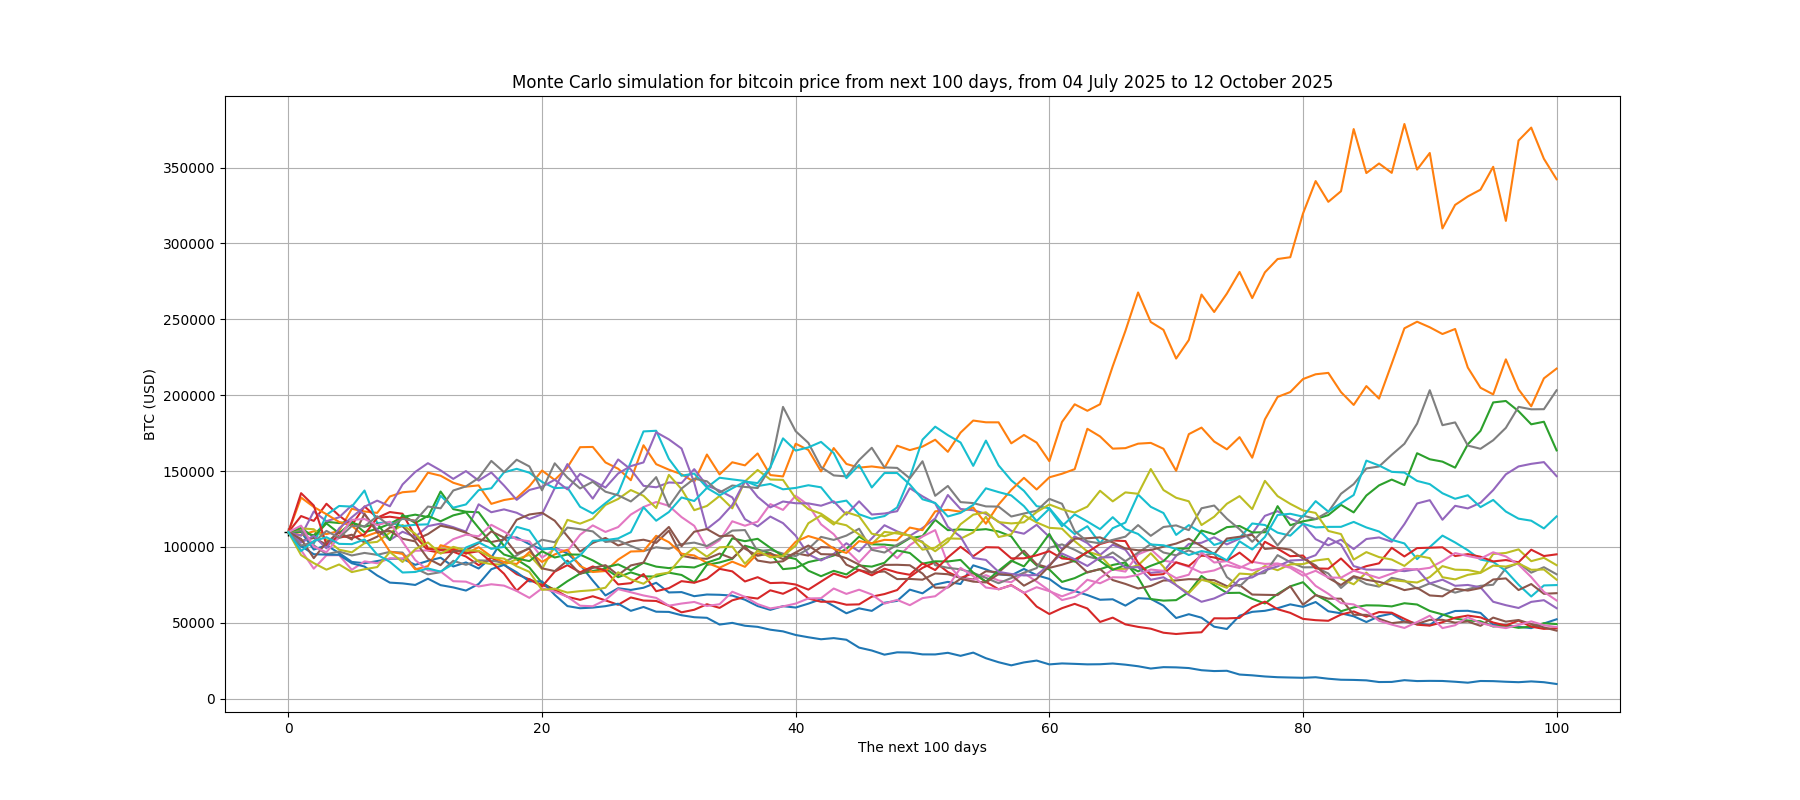 Monte Carlo simulation for bitcoin price from next 100 days, from 04 July 2025 to 12 October 2025
BTC (USD)
350000
300000
250000
200000
150000
100000
50000
0
0 20 40 60 80 100
The next 100 days